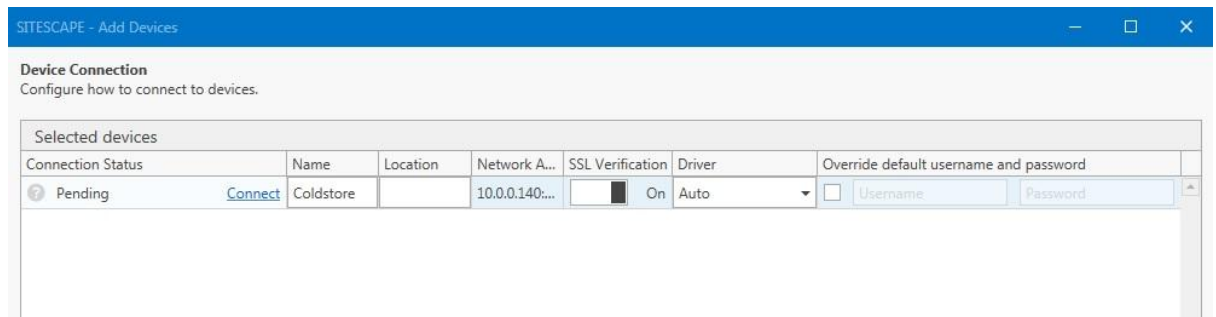 SITESCAPE - Add Devices
Device Connection
Configure how to connect to devices.
Selected devices
Connection Status Name Location Network A... SSL Verification Driver Override default username and password
Pending Connect Coldstore 10.0.0.140:... On Auto Username Password